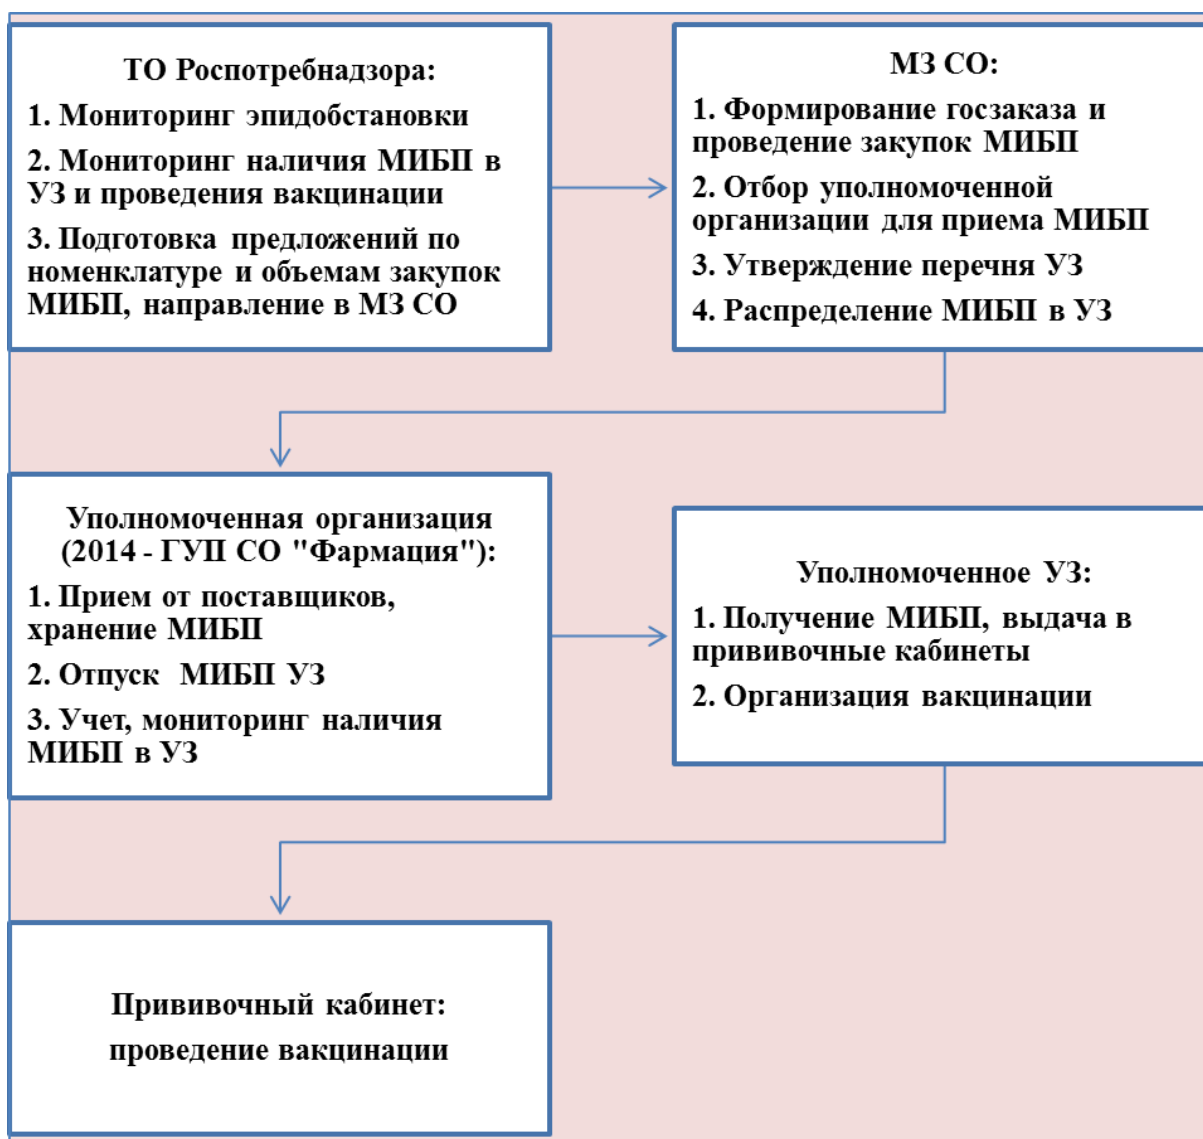 ТО Роспотребнадзора:
1. Мониторинг эпидобстановки
2. Мониторинг наличия МИБП в
УЗ и проведения вакцинации
3. Подготовка предложений по
номенклатуре и объемам закупок
МИБП, направление в МЗ СО
МЗ СО:
1. Формирование госзаказа и
проведение закупок МИБП
2. Отбор уполномоченной
организации для приема МИБП
3. Утверждение перечня УЗ
4. Распределение МИБП в УЗ
Уполномоченная организация
(2014 - ГУП СО "Фармация"):
1. Прием от поставщиков,
хранение МИБП
2. Отпуск МИБП УЗ
3. Учет, мониторинг наличия
МИБП в УЗ
Уполномоченное УЗ:
1. Получение МИБП, выдача в
прививочные кабинеты
2. Организация вакцинации
Прививочный кабинет:
проведение вакцинации